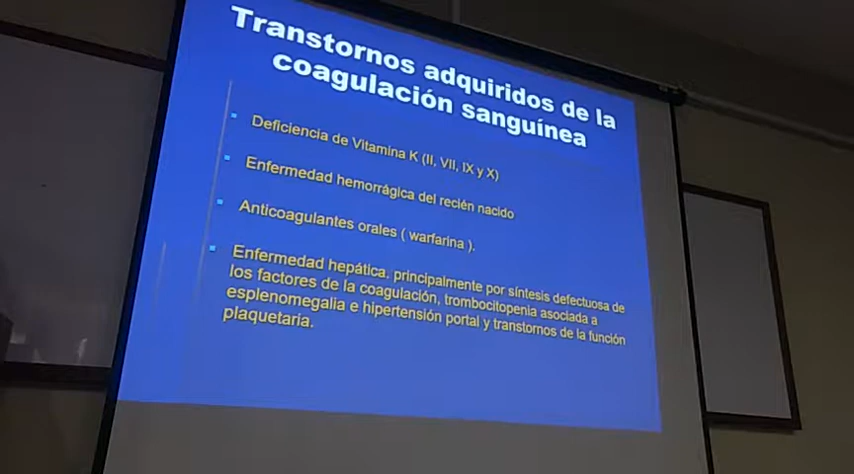 Transtornos adquiridos de la
coagulación sanguínea
Deficiencia de Vitamina K (II, VII, IX y X)
Enfermedad hemorrágica del recién nacido
Anticoagulantes orales ( warfarina ).
Enfermedad hepática, principalmente por síntesis defectuosa de
los factores de la coagulación, trombocitopenia asociada a
esplenomegalia e hipertensión portal y transtornos de la función
plaquetaria.